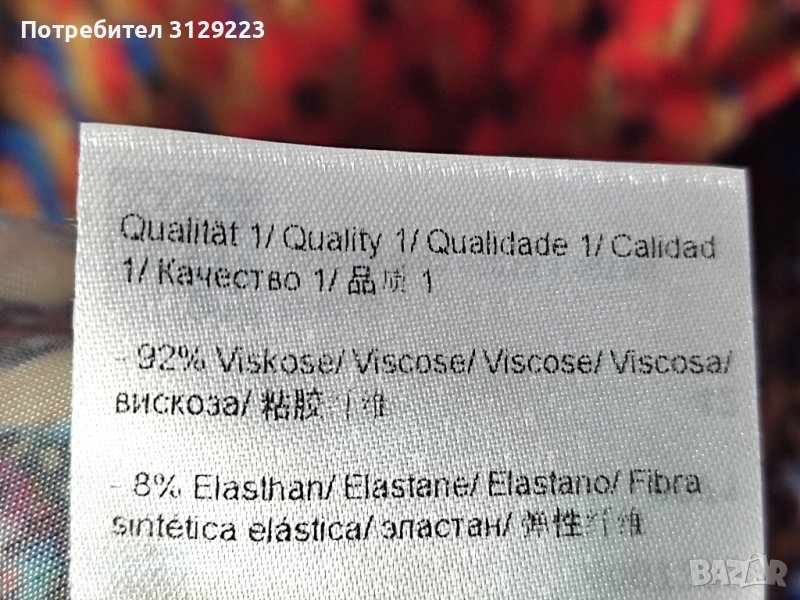 Потребител 3129223
Qualität 1/ Quality 1/ Qualidade 1/ Calidad
1/ Качество 1/ 品质 1
- 92% Viskose/ Viscose/ Viscose/ Viscosa/
вискоза/ 粘胶纤维
- 8% Elasthan/ Elastane/ Elastano/ Fibra
sintética elástica/ эластан/ 弹性纤维
BAZAR